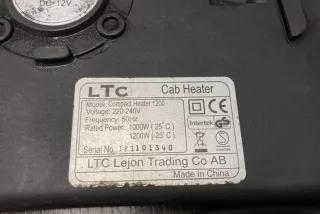 DC-12V
LTC Cab Heater
Model: Compact Heater 1200
Voltage: 220-240V
Frequency: 50Hz
Rated Power: 1000W (25°C)
1200W (-25°C)
Intertek
GS
Serial No. 121101340
LTC Lejon Trading Co AB
Made In China